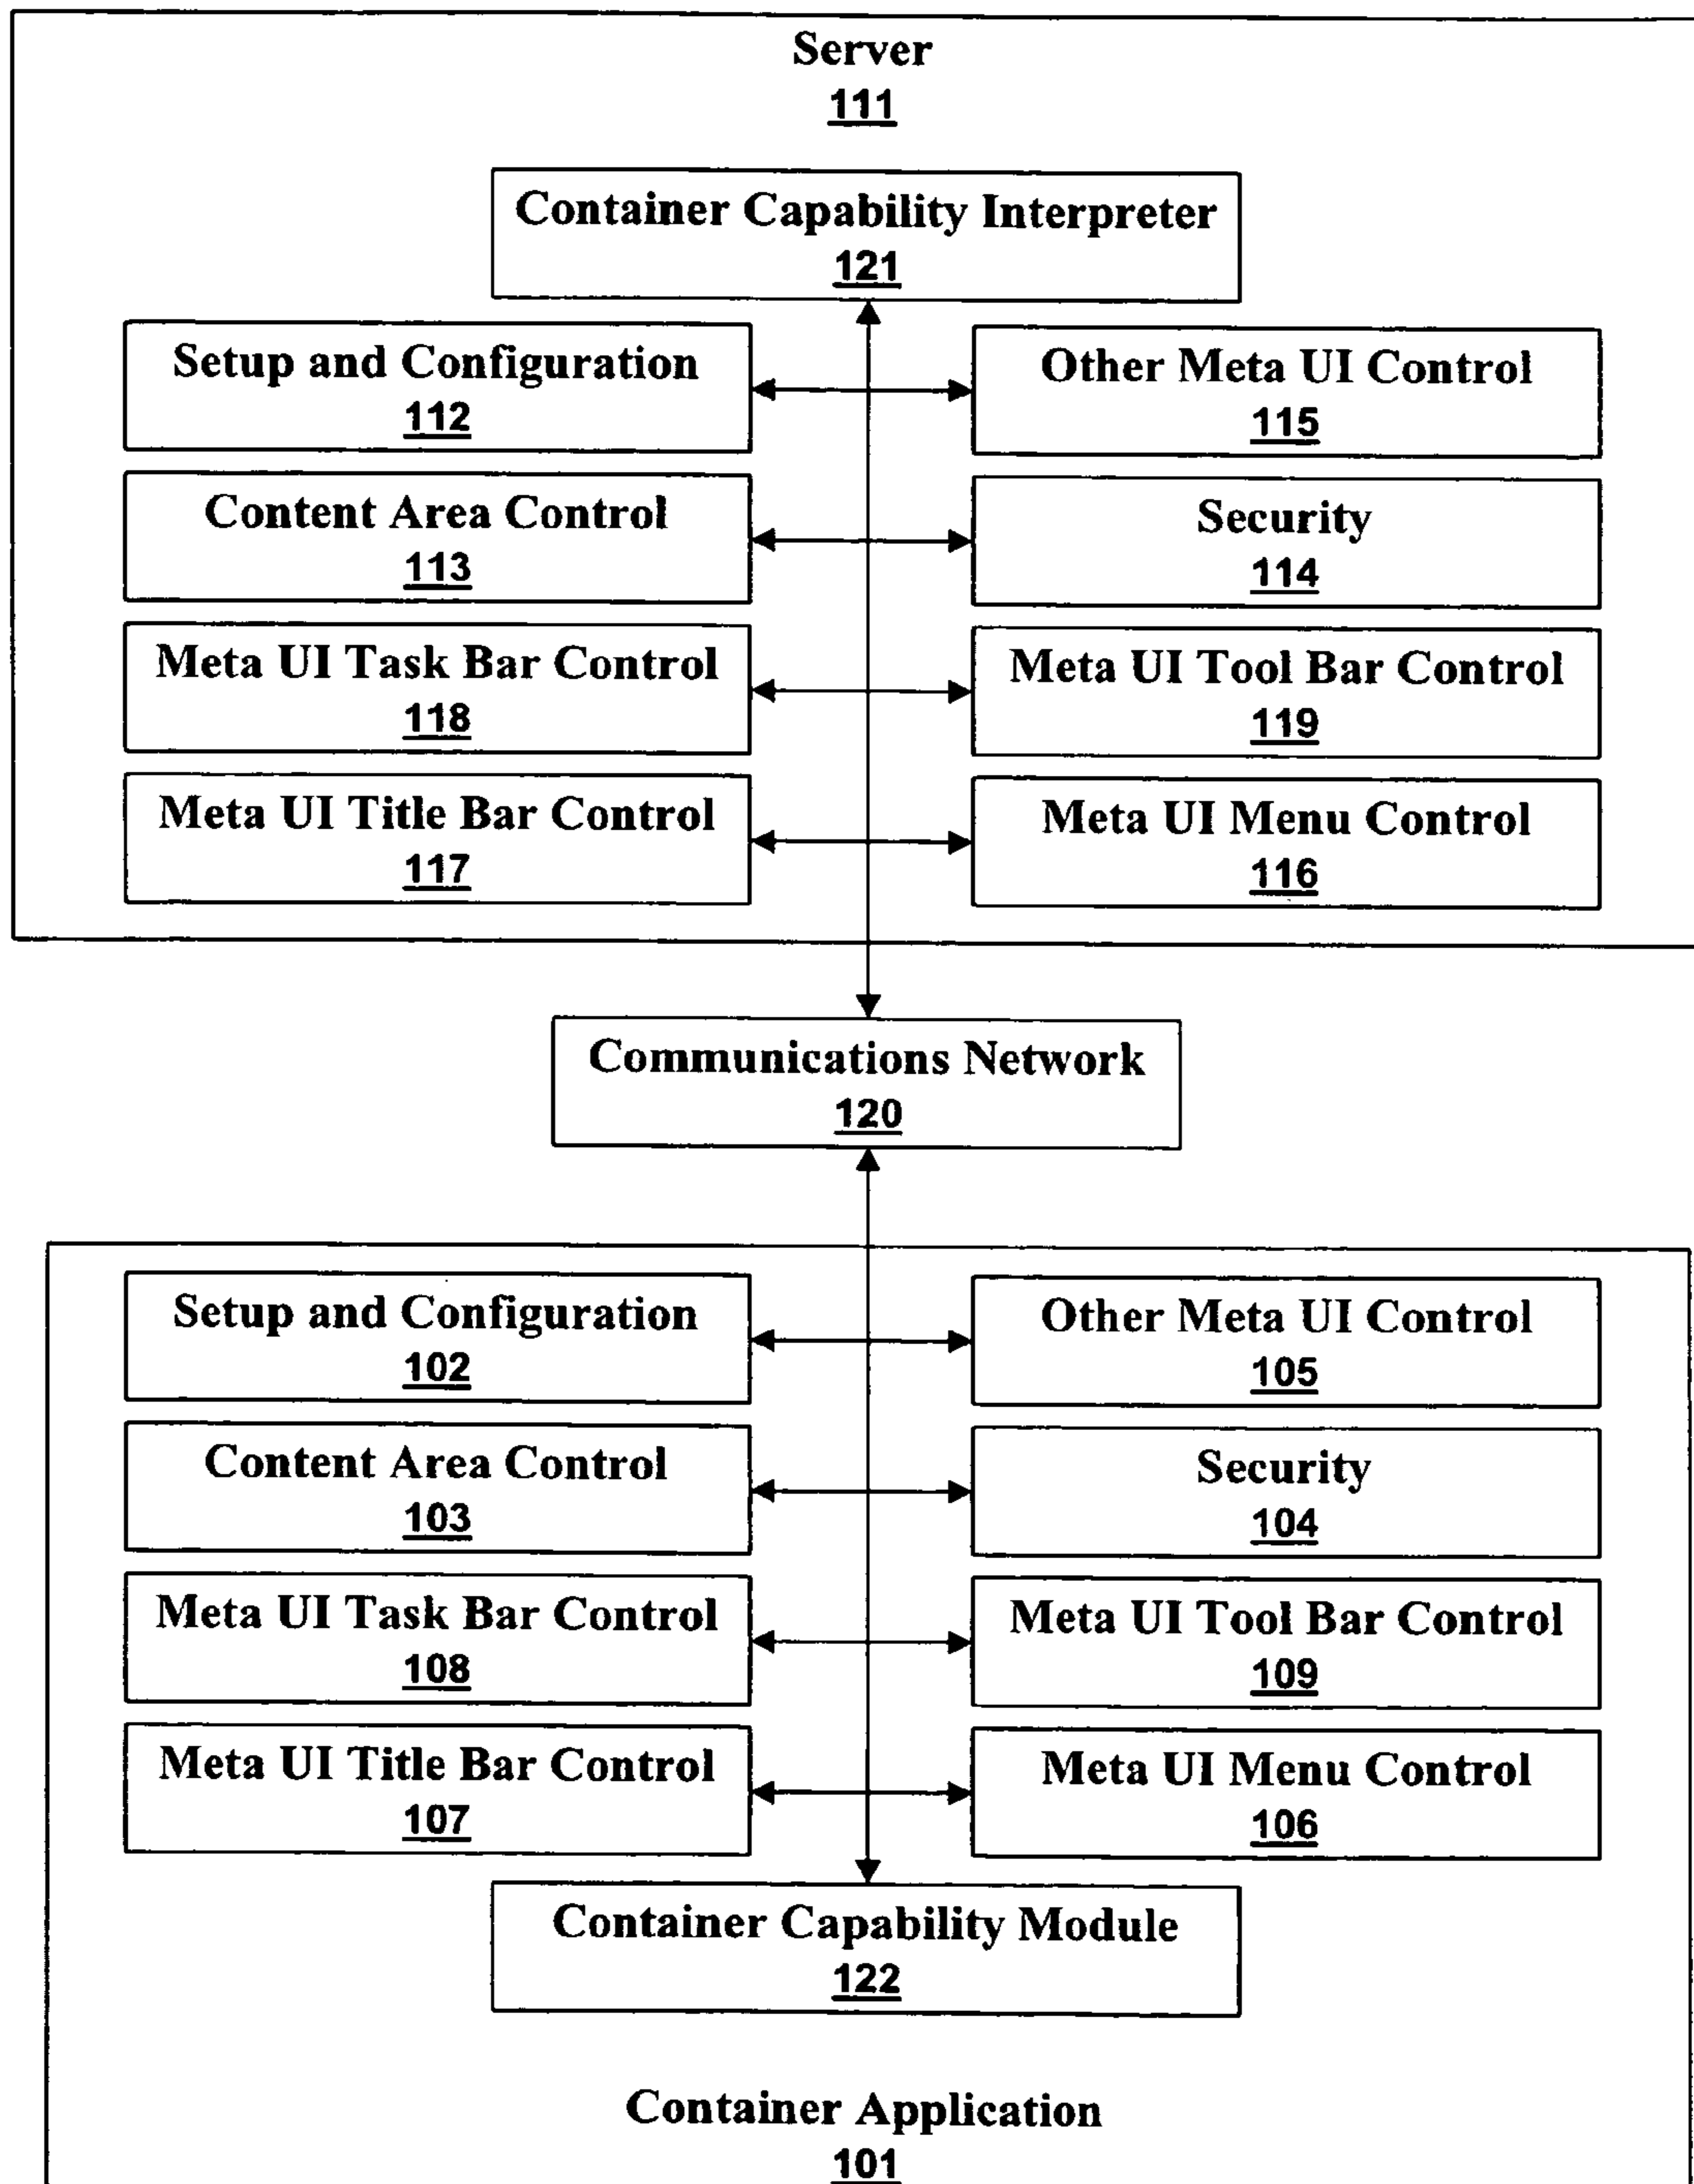 Server
111
Container Capability Interpreter
121
Setup and Configuration
112
Other Meta UI Control
115
Content Area Control
113
Security
114
Meta UI Task Bar Control
118
Meta UI Tool Bar Control
119
Meta UI Title Bar Control
117
Meta UI Menu Control
116
Communications Network
120
Setup and Configuration
102
Other Meta UI Control
105
Content Area Control
103
Security
104
Meta UI Task Bar Control
108
Meta UI Tool Bar Control
109
Meta UI Title Bar Control
107
Meta UI Menu Control
106
Container Capability Module
122
Container Application
101